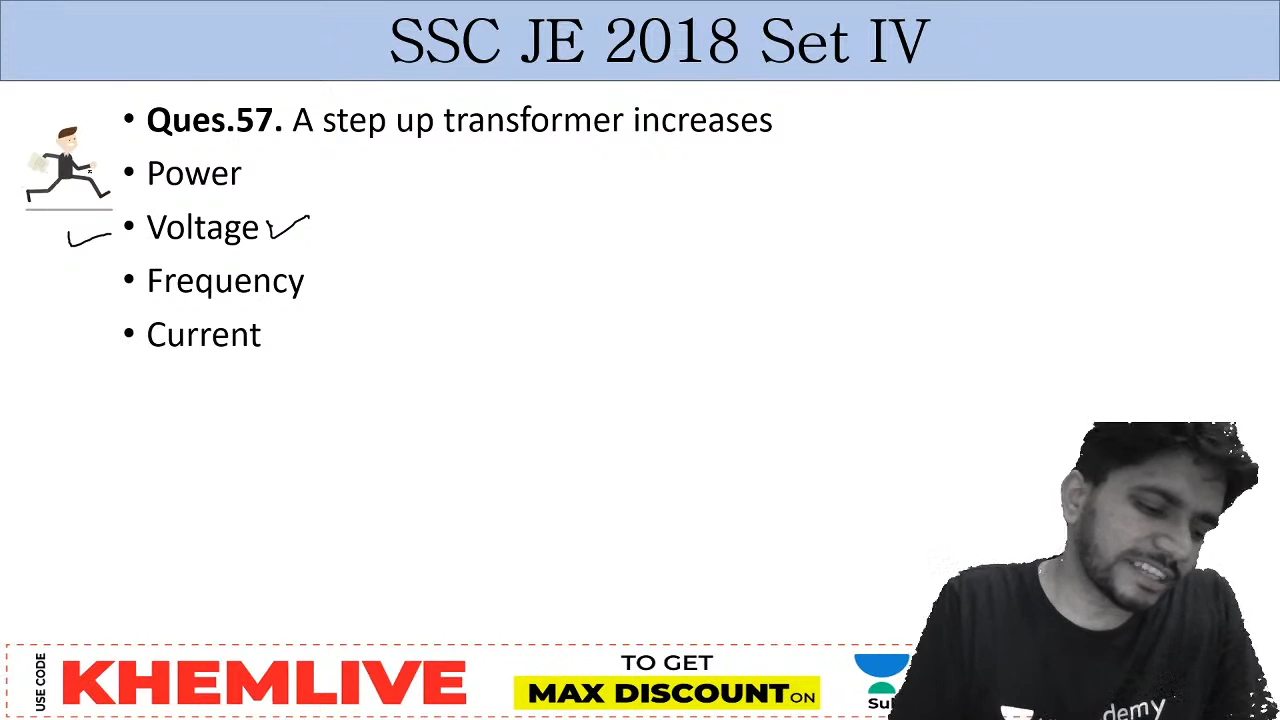 SSC JE 2018 Set IV
• Ques.57. A step up transformer increases
• Power
• Voltage
• Frequency
• Current
USE CODE
KHEMLIVE
TO GET
MAX DISCOUNT ON
demy